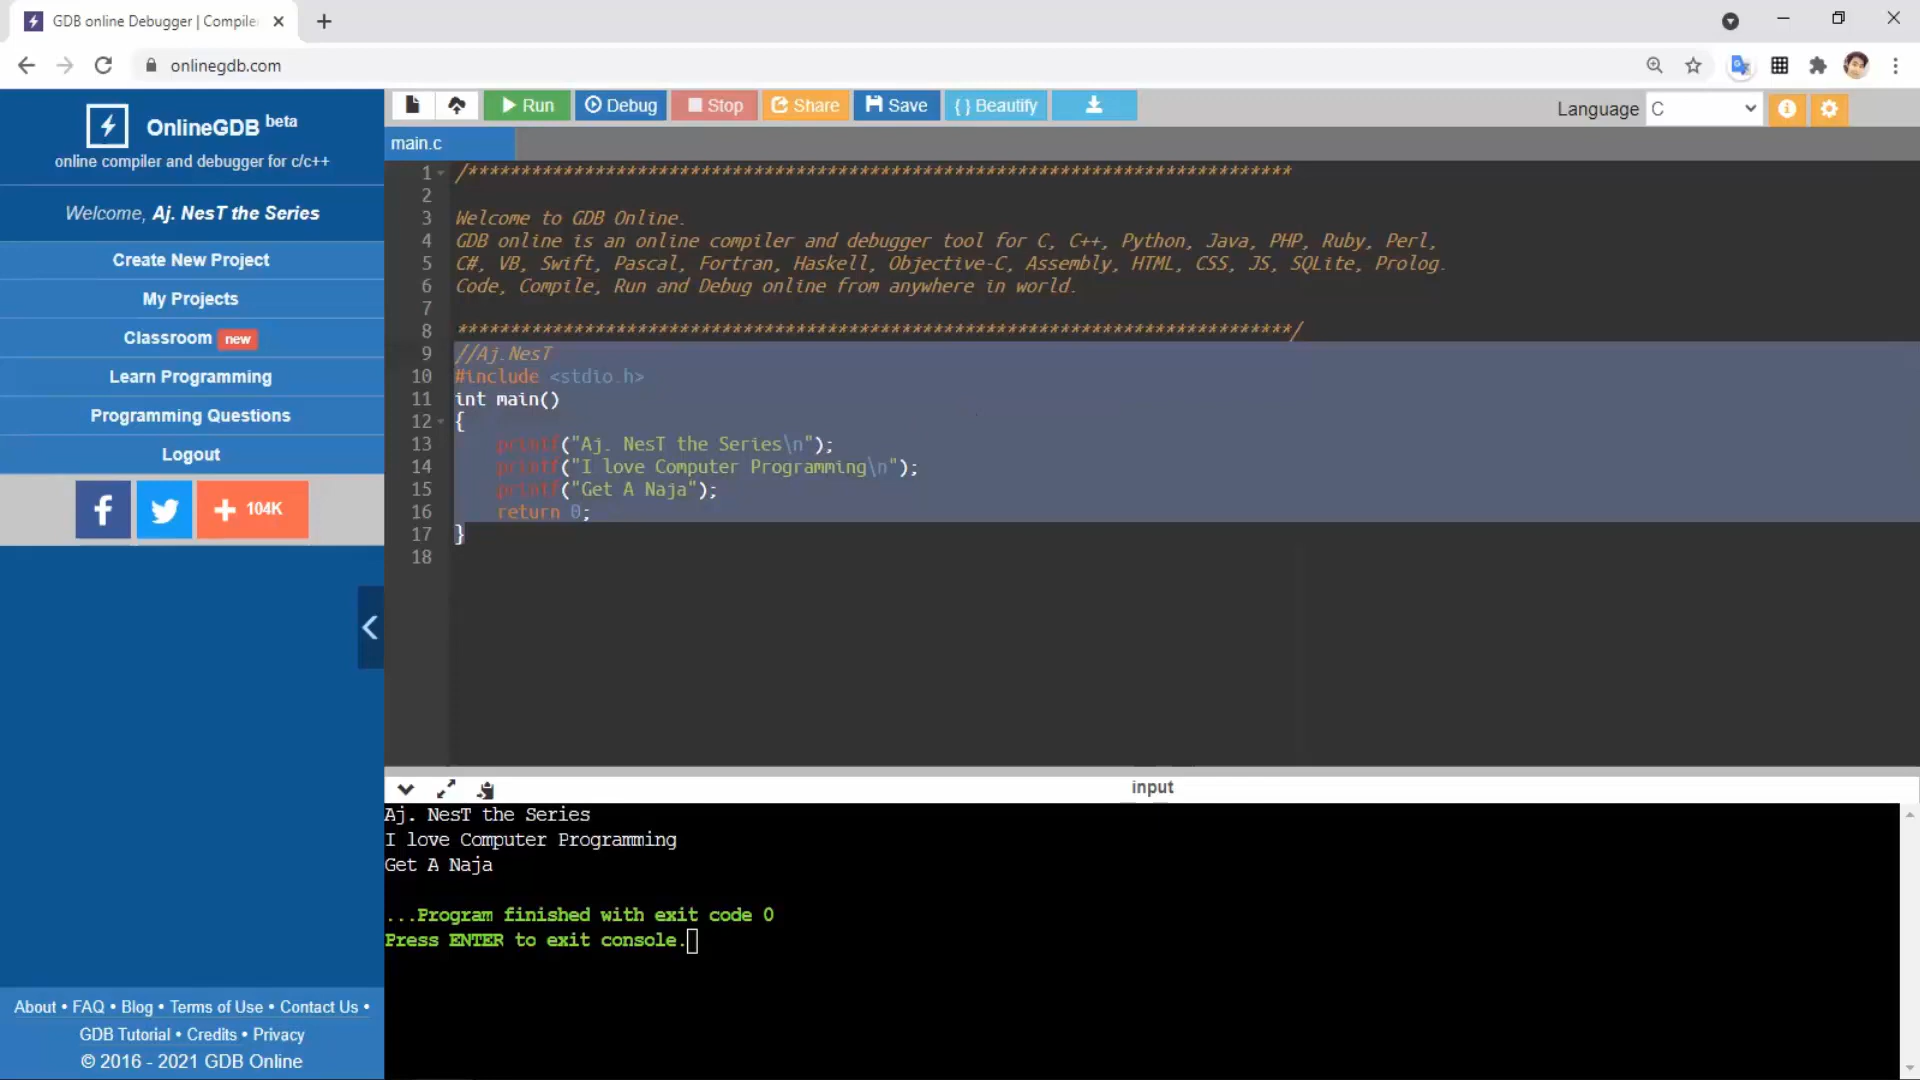 GDB online Debugger | Compiler
onlinegdb.com
OnlineGDB beta
online compiler and debugger for c/c++
Welcome, Aj. NesT the Series
Create New Project
My Projects
Classroom new
Learn Programming
Programming Questions
Logout
f
+ 104K
About • FAQ • Blog • Terms of Use • Contact Us •
GDB Tutorial • Credits • Privacy
© 2016 - 2021 GDB Online
Run Debug Stop Share Save { } Beautify
Language C
main.c
1 /******************************************************************************
2
3 Welcome to GDB Online.
4 GDB online is an online compiler and debugger tool for C, C++, Python, Java, PHP, Ruby, Perl,
5 C#, VB, Swift, Pascal, Fortran, Haskell, Objective-C, Assembly, HTML, CSS, JS, SQLite, Prolog.
6 Code, Compile, Run and Debug online from anywhere in world.
7
8 *******************************************************************************/
9 //Aj.NesT
10 #include <stdio.h>
11 int main()
12 {
13     printf("Aj. NesT the Series\n");
14     printf("I love Computer Programming\n");
15     printf("Get A Naja");
16     return 0;
17 }
18
input
Aj. NesT the Series
I love Computer Programming
Get A Naja
...Program finished with exit code 0
Press ENTER to exit console.